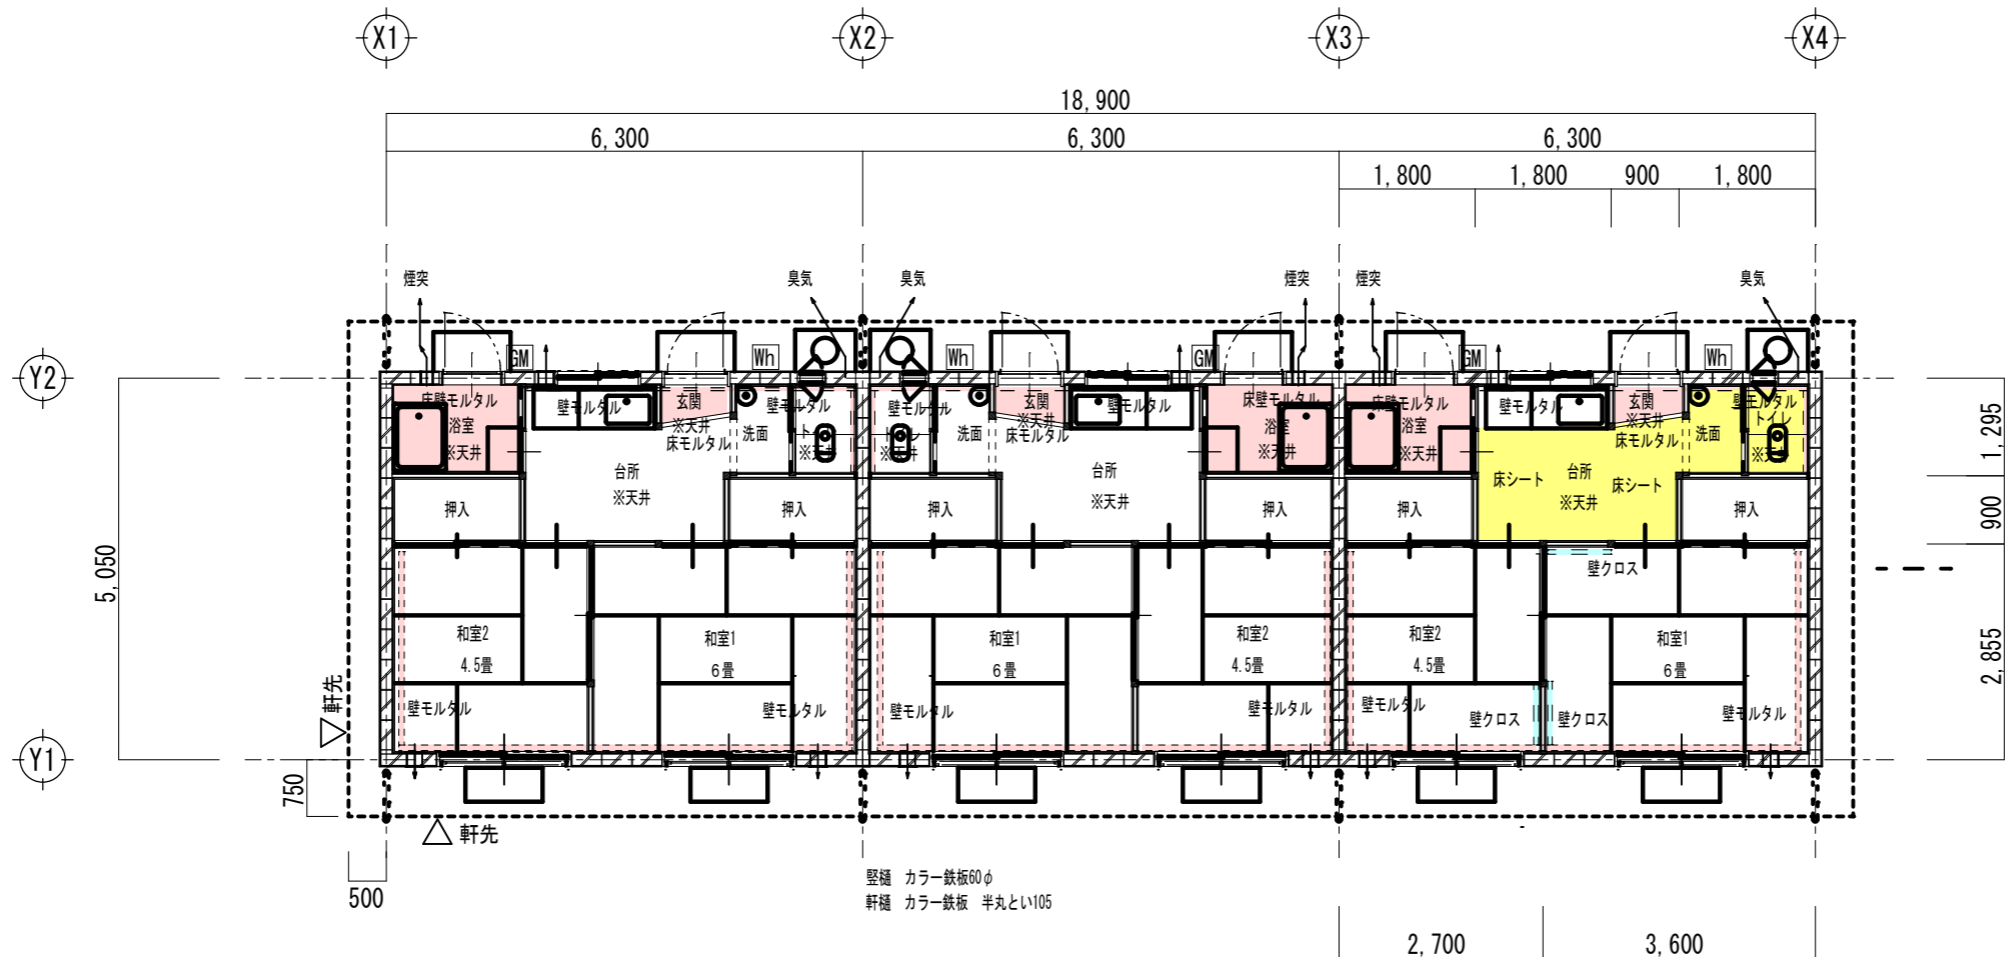 X1 X2 X3 X4
18,900
6,300 6,300 6,300
1,800 1,800 900 1,800
煙突 臭気 臭気 煙突 煙突 臭気
GM Wh Wh GM GM Wh
Y2
床壁モルタル 壁モルタル 玄関 壁モルタル 壁モルタル 玄関 壁モルタル 床壁モルタル 床壁モルタル 壁モルタル 玄関 壁モルタル
浴室 ※天井 洗面 トイレ トイレ 洗面 ※天井 浴室 浴室 ※天井 洗面 トイレ
※天井 床モルタル ※天井 ※天井 床モルタル ※天井 ※天井 床モルタル ※天井
台所 台所 床シート 台所 床シート
※天井 ※天井 ※天井
押入 押入 押入 押入 押入 押入
1,295
900
2,855
5,050
壁クロス
和室2 和室1 和室1 和室2 和室2 和室1
4.5畳 6畳 6畳 4.5畳 4.5畳 6畳
壁モルタル 壁モルタル 壁モルタル 壁モルタル 壁モルタル 壁クロス 壁クロス 壁モルタル
軒先
Y1
750
軒先
500
竪樋 カラー鉄板60φ
軒樋 カラー鉄板 半丸とい105
2,700 3,600